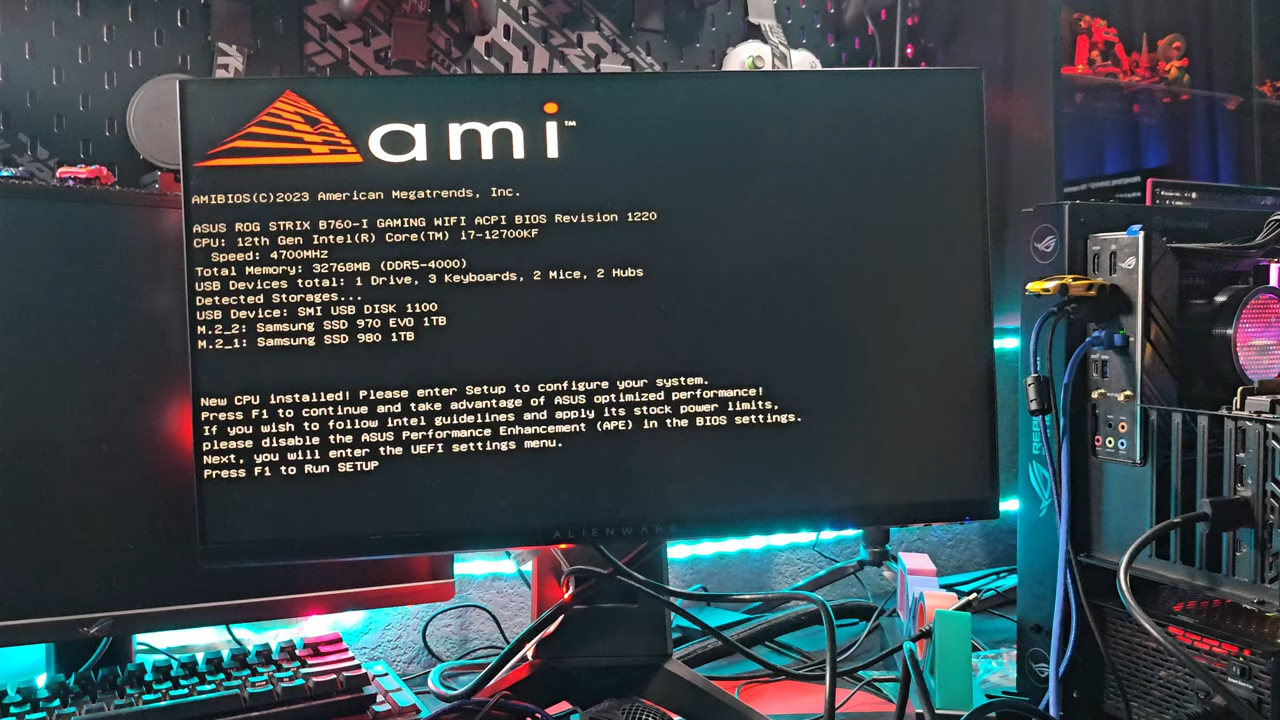 ami™
AMIBIOS(C)2023 American Megatrends, Inc.
ASUS ROG STRIX B760-I GAMING WIFI ACPI BIOS Revision 1220
CPU: 12th Gen Intel(R) Core(TM) i7-12700KF
Speed: 4700MHz
Total Memory: 32768MB (DDR5-4000)
USB Devices total: 1 Drive, 3 Keyboards, 2 Mice, 2 Hubs
Detected Storages...
USB Device: SMI USB DISK 1100
M.2_2: Samsung SSD 970 EVO 1TB
M.2_1: Samsung SSD 980 1TB
New CPU installed! Please enter Setup to configure your system.
Press F1 to continue and take advantage of ASUS optimized performance!
If you wish to follow intel guidelines and apply its stock power limits,
please disable the ASUS Performance Enhancement (APE) in the BIOS settings.
Next, you will enter the UEFI settings menu.
Press F1 to Run SETUP
ALIENWARE